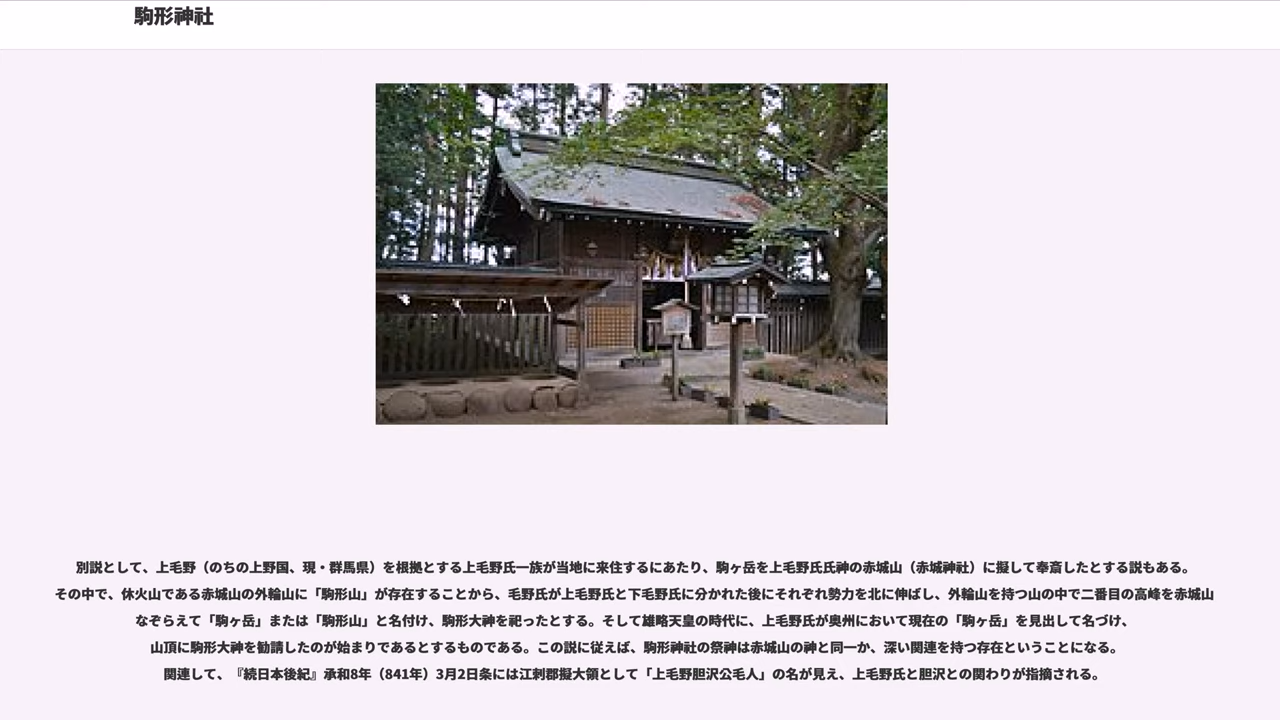 駒形神社
別説として、上毛野（のちの上野国、現・群馬県）を根拠とする上毛野氏一族が当地に来住するにあたり、駒ヶ岳を上毛野氏氏神の赤城山（赤城神社）に擬して奉斎したとする説もある。
その中で、休火山である赤城山の外輪山に「駒形山」が存在することから、毛野氏が上毛野氏と下毛野氏に分かれた後にそれぞれ勢力を北に伸ばし、外輪山を持つ山の中で二番目の高峰を赤城山
なぞらえて「駒ヶ岳」または「駒形山」と名付け、駒形大神を祀ったとする。そして雄略天皇の時代に、上毛野氏が奥州において現在の「駒ヶ岳」を見出して名づけ、
山頂に駒形大神を勧請したのが始まりであるとするものである。この説に従えば、駒形神社の祭神は赤城山の神と同一か、深い関連を持つ存在ということになる。
関連して、『続日本後紀』承和8年（841年）3月2日条には江刺郡擬大領として「上毛野胆沢公毛人」の名が見え、上毛野氏と胆沢との関わりが指摘される。